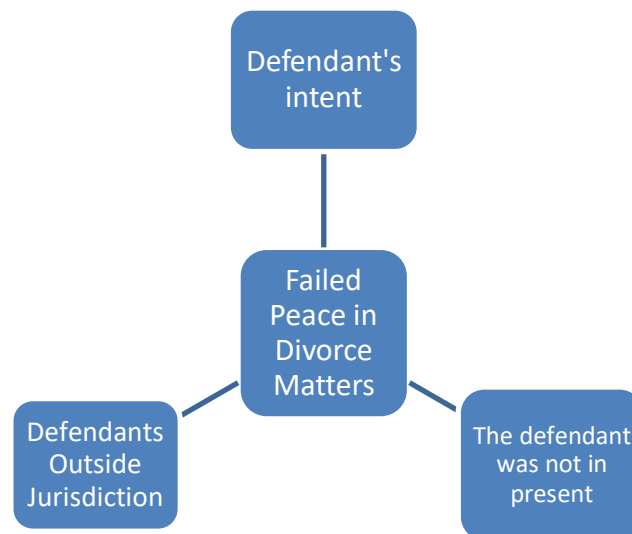 Defendant's
intent
Failed
Peace in
Divorce
Matters
Defendants
Outside
Jurisdiction
The defendant
was not in
present